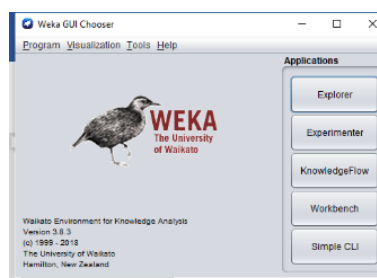 Weka GUI Chooser
Program Visualization Tools Help
Applications
WEKA
The University
of Waikato
Explorer
Experimenter
KnowledgeFlow
Workbench
Simple CLI
Waikato Environment for Knowledge Analysis
Version 3.8.3
(c) 1999 - 2018
The University of Waikato
Hamilton, New Zealand